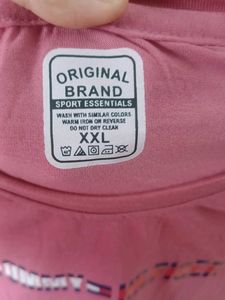 ORIGINAL
BRAND
SPORT ESSENTIALS
WASH WITH SIMILAR COLORS
WARM IRON OR REVERSE
DO NOT DRY CLEAN
XXL